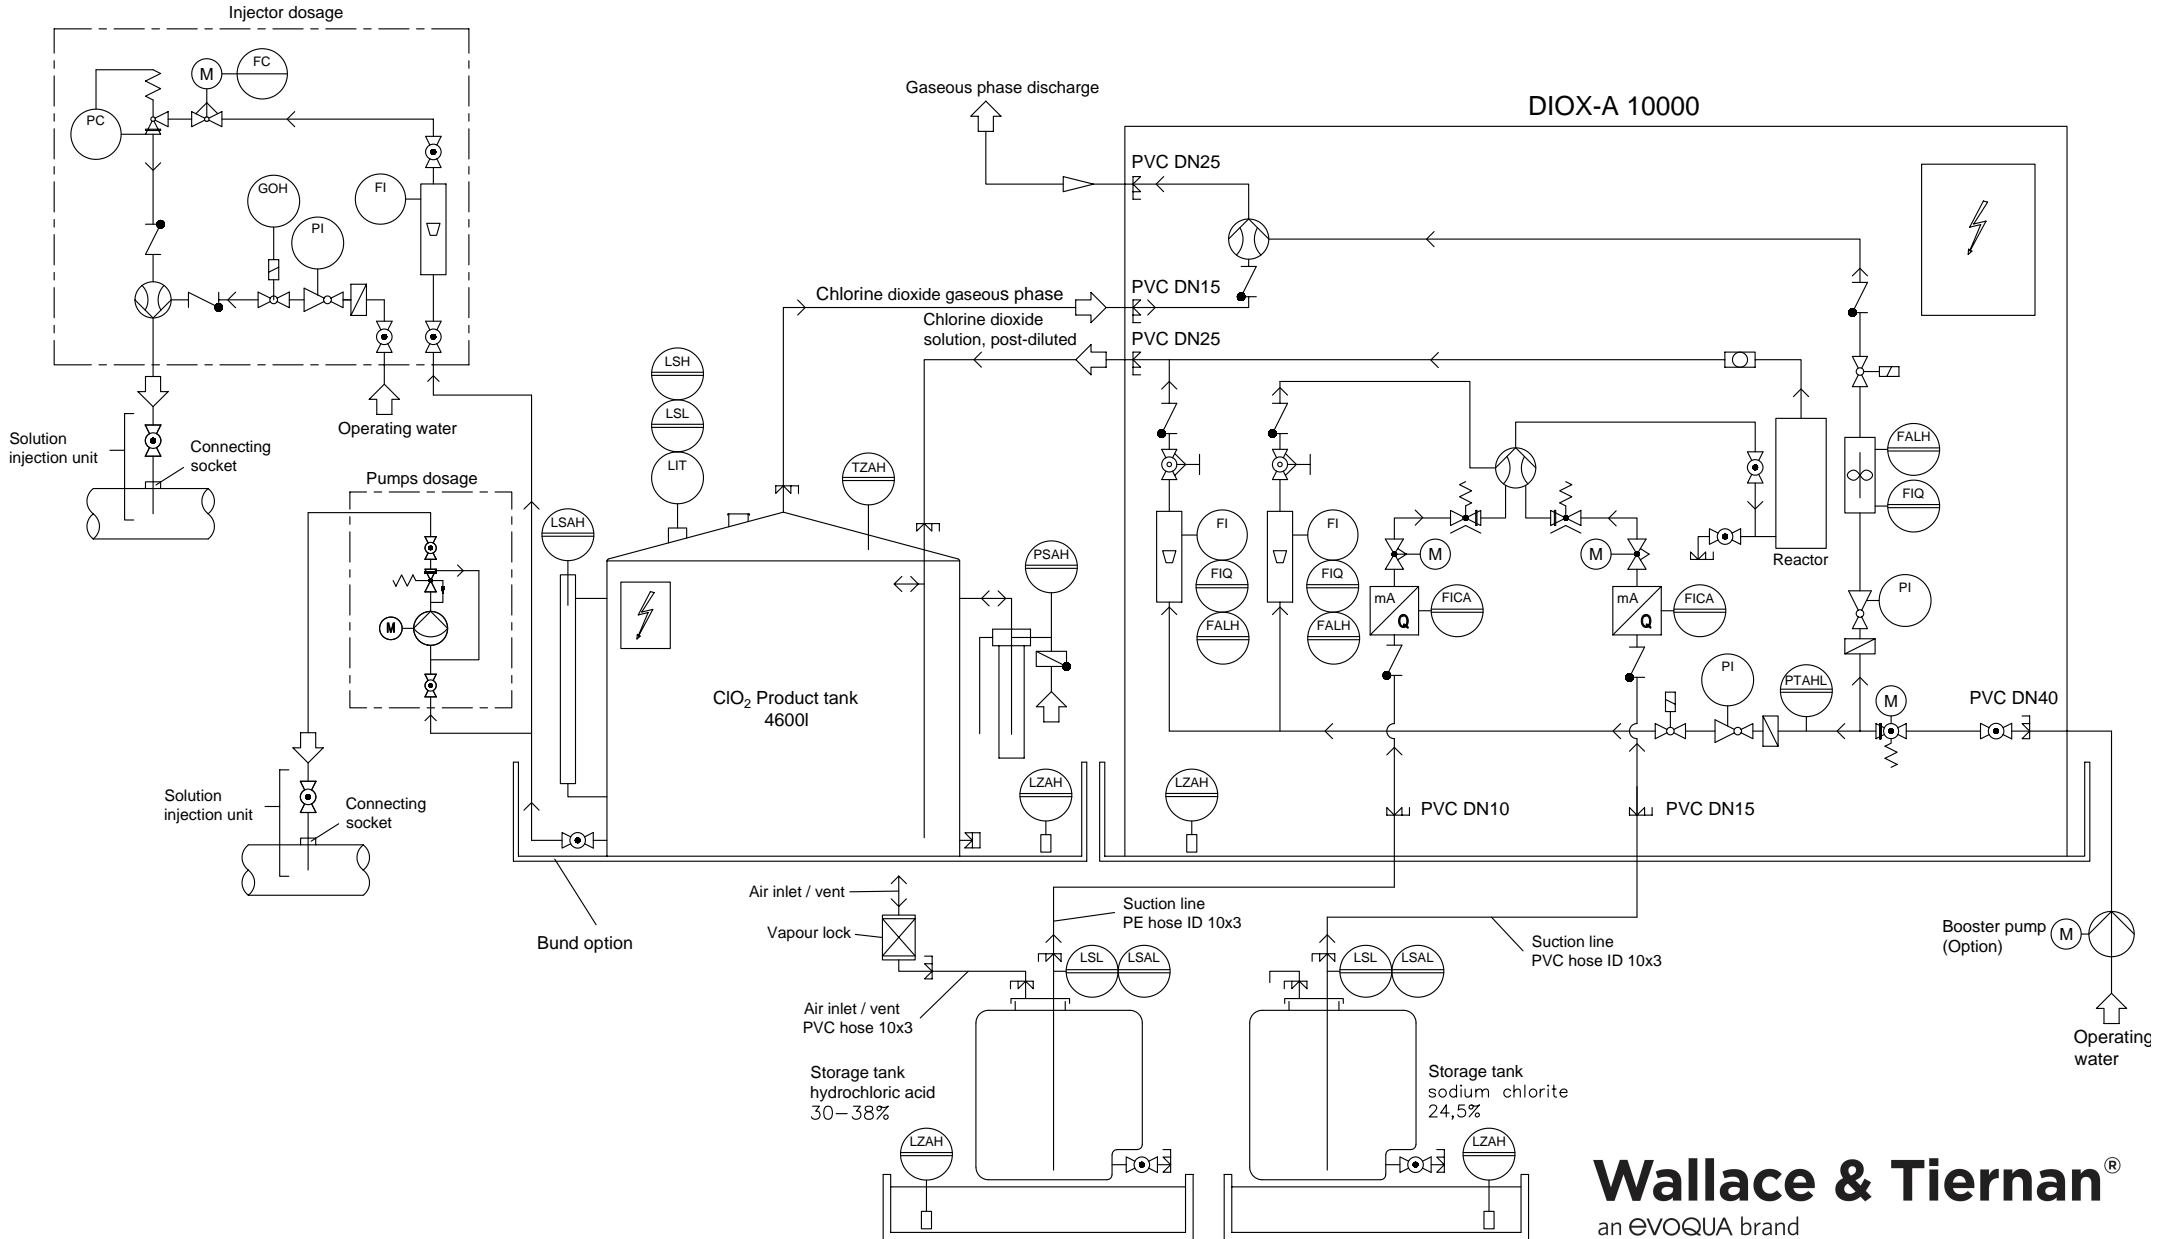 Injector dosage
M
FC
PC
GOH
FI
PI
Operating water
Solution
injection unit
Connecting
socket
Pumps dosage
M
Solution
injection unit
Connecting
socket
Gaseous phase discharge
Chlorine dioxide gaseous phase
Chlorine dioxide
solution, post-diluted
LSH
LSL
LIT
TZAH
LSAH
PSAH
ClO2 Product tank
4600l
LZAH
Bund option
DIOX-A 10000
PVC DN25
PVC DN15
PVC DN25
FALH
FIQ
FI
FI
FIQ
FIQ
FALH
FALH
M
M
mA
Q
FICA
mA
Q
FICA
Reactor
PI
PI
PTAHL
M
PVC DN40
LZAH
PVC DN10
PVC DN15
Air inlet / vent
Vapour lock
Air inlet / vent
PVC hose 10x3
Suction line
PE hose ID 10x3
LSL
LSAL
Suction line
PVC hose ID 10x3
LSL
LSAL
Booster pump
(Option)
M
Operating
water
Storage tank
hydrochloric acid
30-38%
LZAH
Storage tank
sodium chlorite
24,5%
LZAH
Wallace & Tiernan®
an evoqua brand